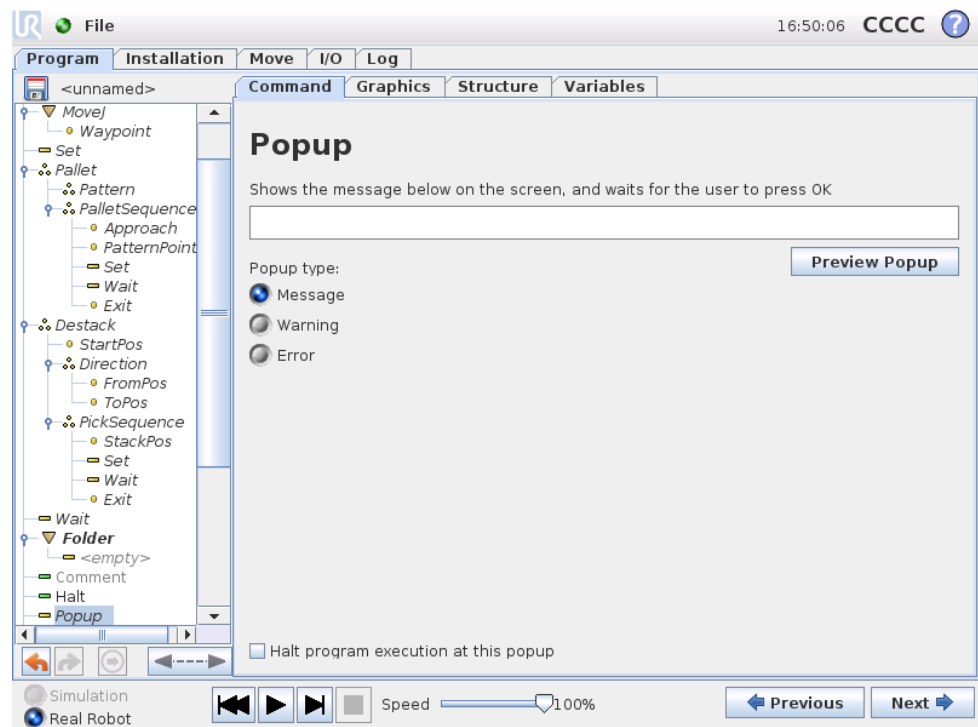 UR File 16:50:06 CCCC ?
Program Installation Move I/O Log
<unnamed>
Command Graphics Structure Variables
MoveJ
Waypoint
Set
Pallet
Pattern
PalletSequence
Approach
PatternPoint
Set
Wait
Exit
Destack
StartPos
Direction
FromPos
ToPos
PickSequence
StackPos
Set
Wait
Exit
Wait
Folder
<empty>
Comment
Halt
Popup
Popup
Shows the message below on the screen, and waits for the user to press OK
Preview Popup
Popup type:
Message
Warning
Error
Halt program execution at this popup
Simulation
Real Robot
Speed 100%
Previous Next